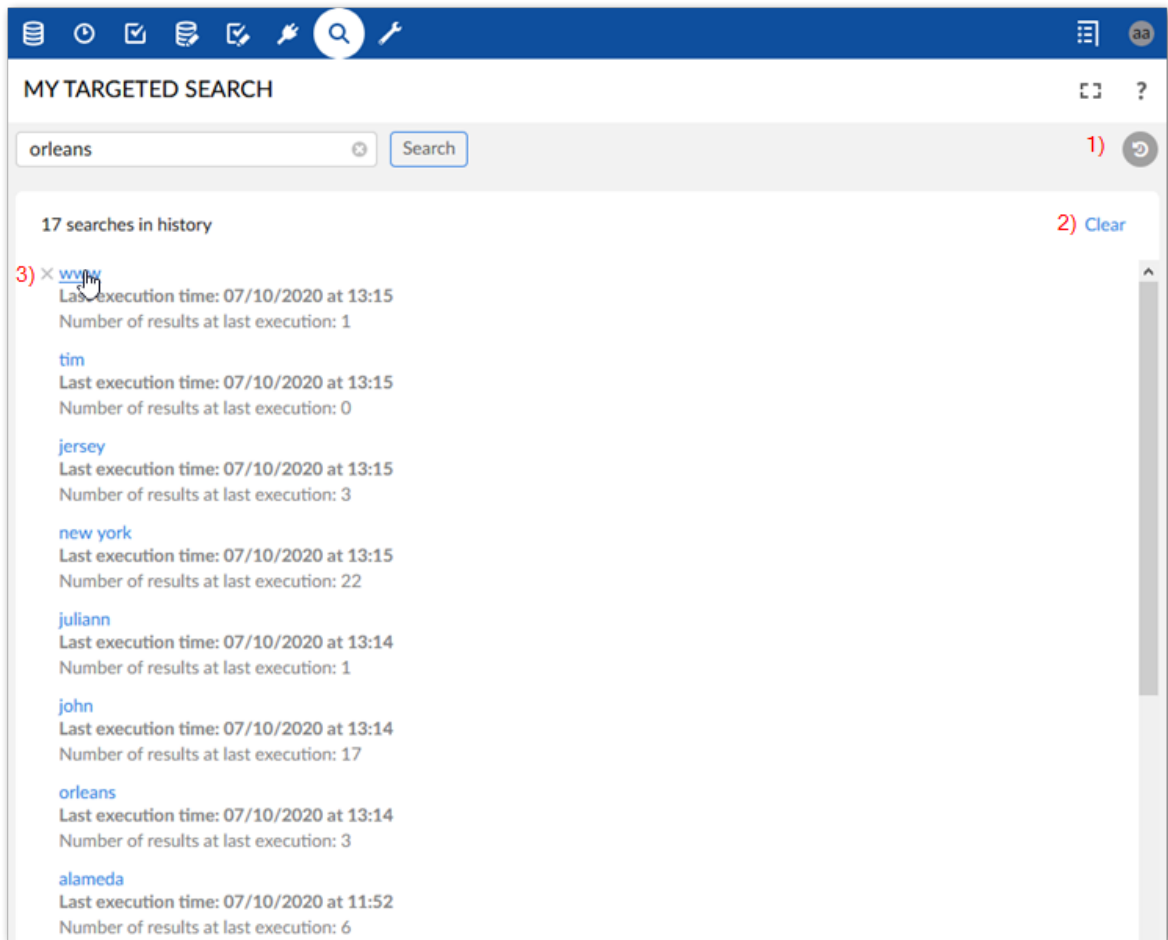 aa
MY TARGETED SEARCH
?
orleans
Search
1)
17 searches in history
2) Clear
3) www
Last execution time: 07/10/2020 at 13:15
Number of results at last execution: 1
tim
Last execution time: 07/10/2020 at 13:15
Number of results at last execution: 0
jersey
Last execution time: 07/10/2020 at 13:15
Number of results at last execution: 3
new york
Last execution time: 07/10/2020 at 13:15
Number of results at last execution: 22
juliann
Last execution time: 07/10/2020 at 13:14
Number of results at last execution: 1
john
Last execution time: 07/10/2020 at 13:14
Number of results at last execution: 17
orleans
Last execution time: 07/10/2020 at 13:14
Number of results at last execution: 3
alameda
Last execution time: 07/10/2020 at 11:52
Number of results at last execution: 6